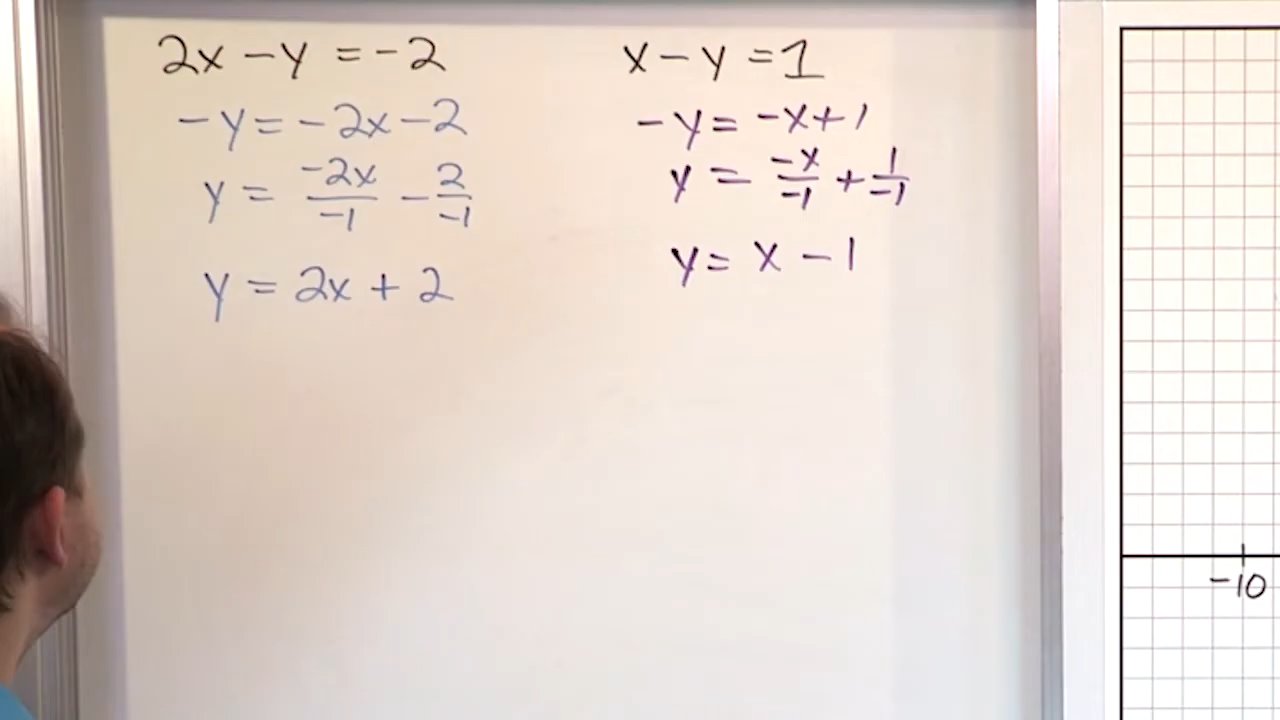 2x - y = -2
-y = -2x - 2
y = -2x/-1 - 2/-1
y = 2x + 2
x - y = 1
-y = -x + 1
y = -x/-1 + 1/-1
y = x - 1
-10